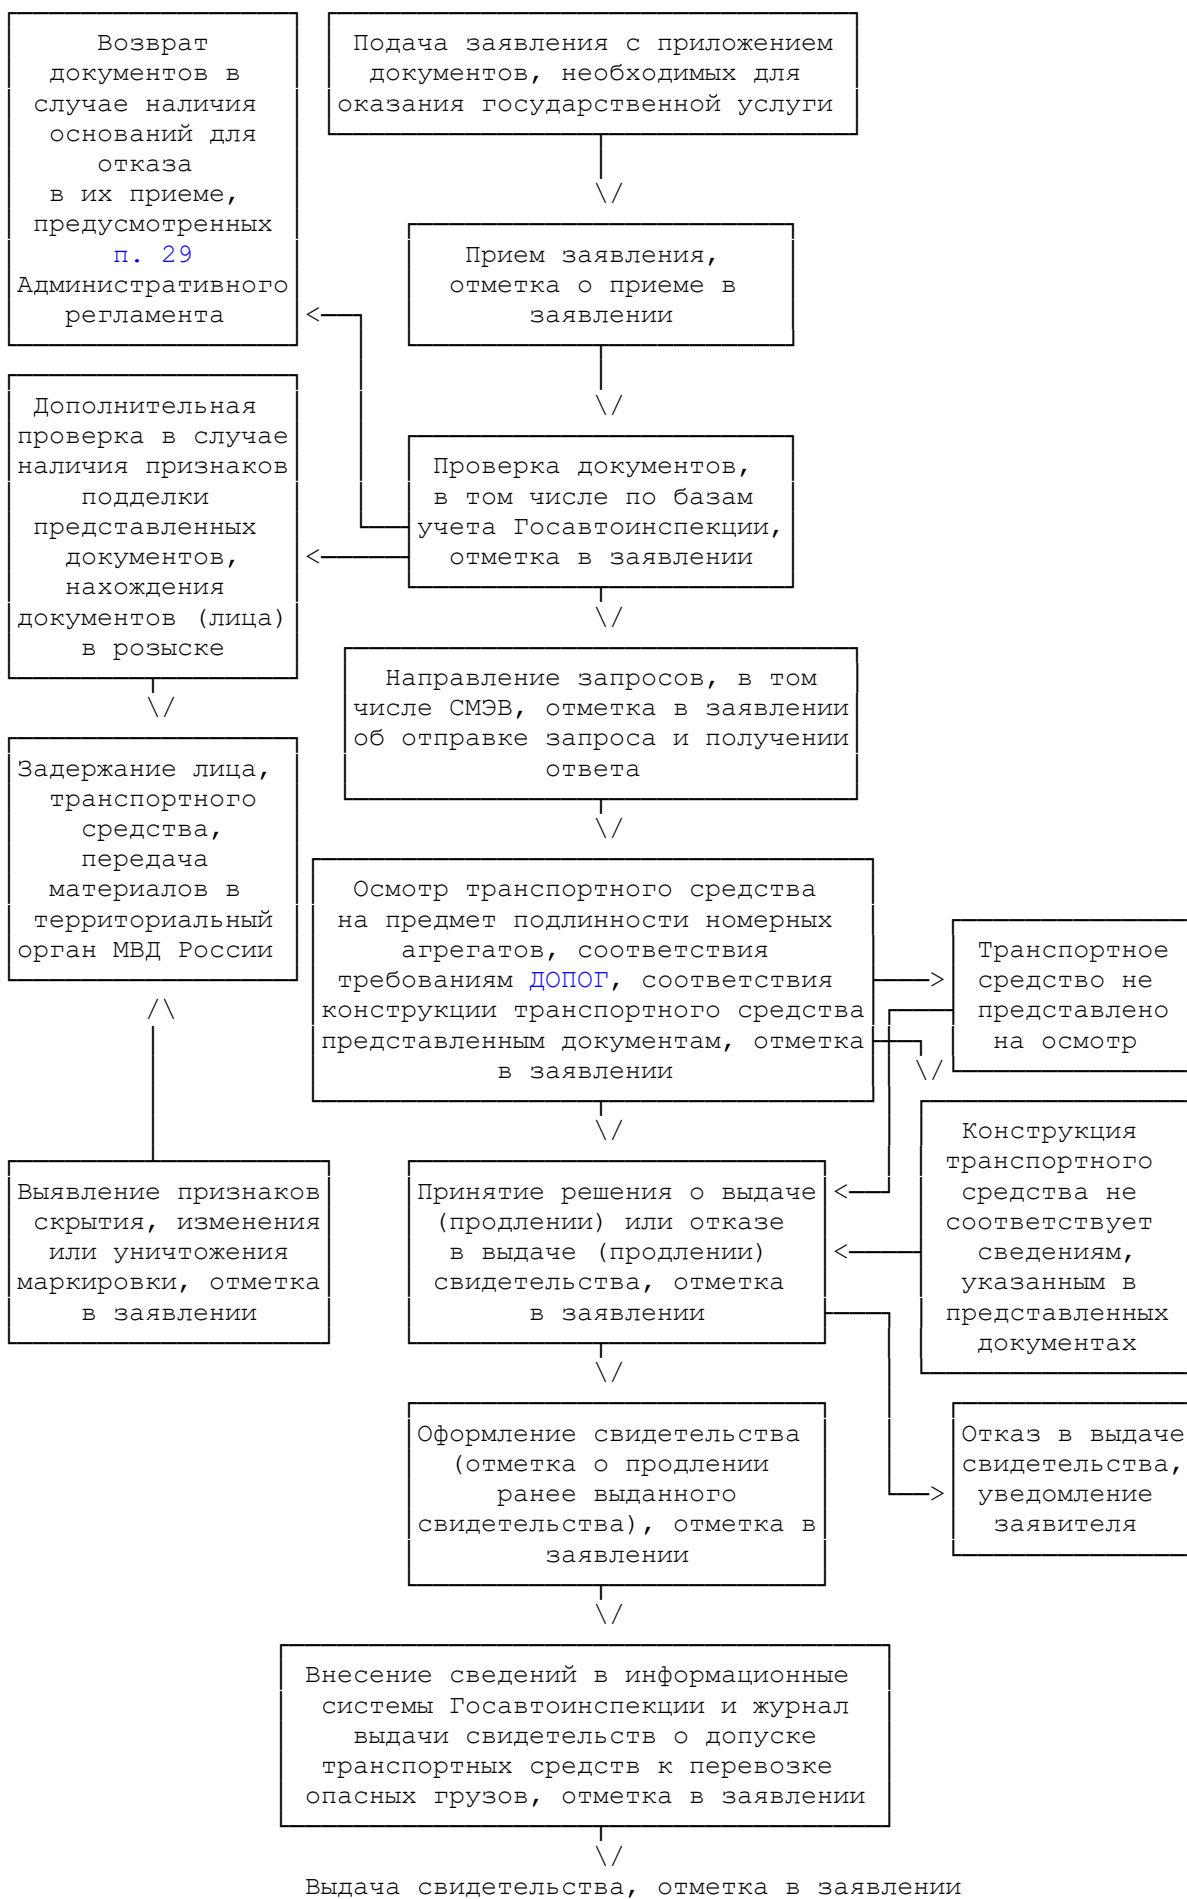 Возврат
документов в
случае наличия
оснований для
отказа
в их приеме,
предусмотренных
п. 29
Административного
регламента
Подача заявления с приложением
документов, необходимых для
оказания государственной услуги
Прием заявления,
отметка о приеме в
заявлении
Дополнительная
проверка в случае
наличия признаков
подделки
представленных
документов,
нахождения
документов (лица)
в розыске
Проверка документов,
в том числе по базам
учета Госавтоинспекции,
отметка в заявлении
Направление запросов, в том
числе СМЭВ, отметка в заявлении
об отправке запроса и получении
ответа
Задержание лица,
транспортного
средства,
передача
материалов в
территориальный
орган МВД России
Осмотр транспортного средства
на предмет подлинности номерных
агрегатов, соответствия
требованиям ДОПОГ, соответствия
конструкции транспортного средства
представленным документам, отметка
в заявлении
Транспортное
средство не
представлено
на осмотр
Конструкция
транспортного
средства не
соответствует
сведениям,
указанным в
представленных
документах
Выявление признаков
скрытия, изменения
или уничтожения
маркировки, отметка
в заявлении
Принятие решения о выдаче
(продлении) или отказе
в выдаче (продлении)
свидетельства, отметка
в заявлении
Оформление свидетельства
(отметка о продлении
ранее выданного
свидетельства), отметка в
заявлении
Отказ в выдаче
свидетельства,
уведомление
заявителя
Внесение сведений в информационные
системы Госавтоинспекции и журнал
выдачи свидетельств о допуске
транспортных средств к перевозке
опасных грузов, отметка в заявлении
Выдача свидетельства, отметка в заявлении